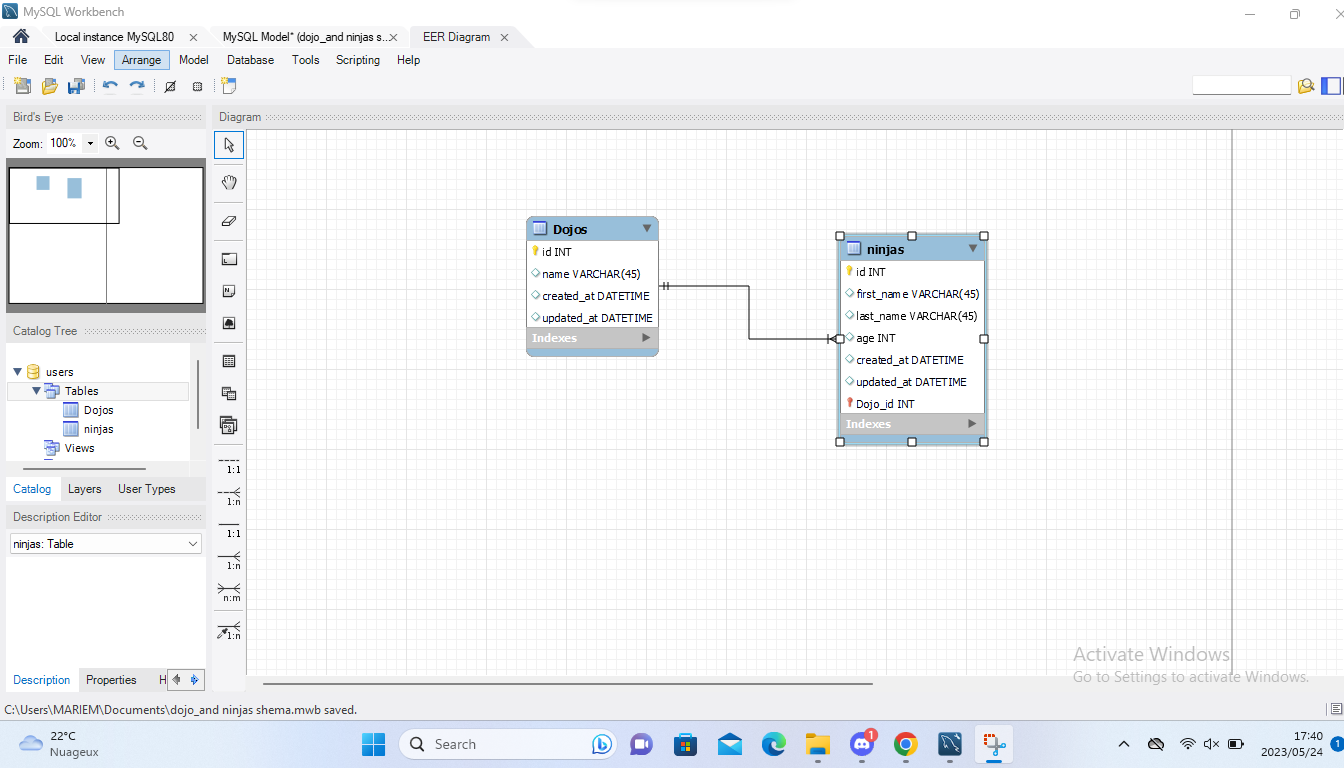 MySQL Workbench
Local instance MySQL80
MySQL Model* (dojo_and ninjas s..
EER Diagram
File Edit View Arrange Model Database Tools Scripting Help
Bird's Eye
Diagram
Zoom: 100%
Dojos
id INT
name VARCHAR(45)
created_at DATETIME
updated_at DATETIME
Indexes
ninjas
id INT
first_name VARCHAR(45)
last_name VARCHAR(45)
age INT
created_at DATETIME
updated_at DATETIME
Dojo_id INT
Indexes
Catalog Tree
users
Tables
Dojos
ninjas
Views
Catalog Layers User Types
Description Editor
ninjas: Table
Description Properties H
1:1
1:n
1:1
1:n
n:m
1:n
Activate Windows
Go to Settings to activate Windows.
C:\Users\MARIEM\Documents\dojo_and ninjas shema.mwb saved.
22°C
Nuageux
Search
1
17:40
2023/05/24
1